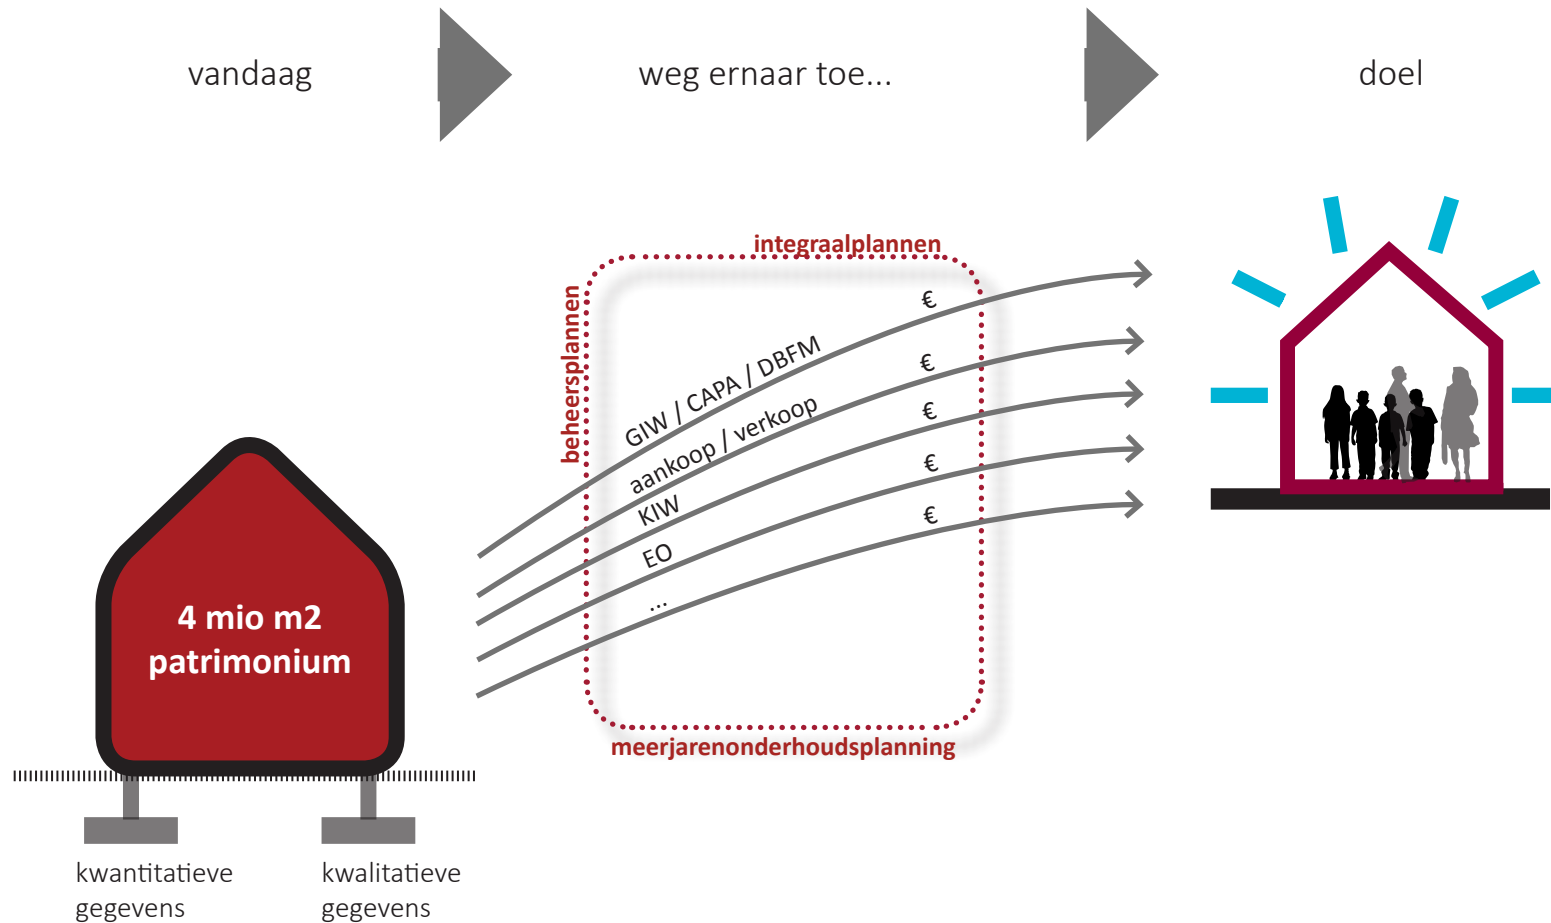 vandaag
weg ernaar toe...
doel
integraalplannen
beheersplannen
GIW / CAPA / DBFM
€
aankoop / verkoop
€
KIW
€
EO
€
...
€
meerjarenonderhoudsplanning
4 mio m2
patrimonium
kwantitatieve
gegevens
kwalitatieve
gegevens